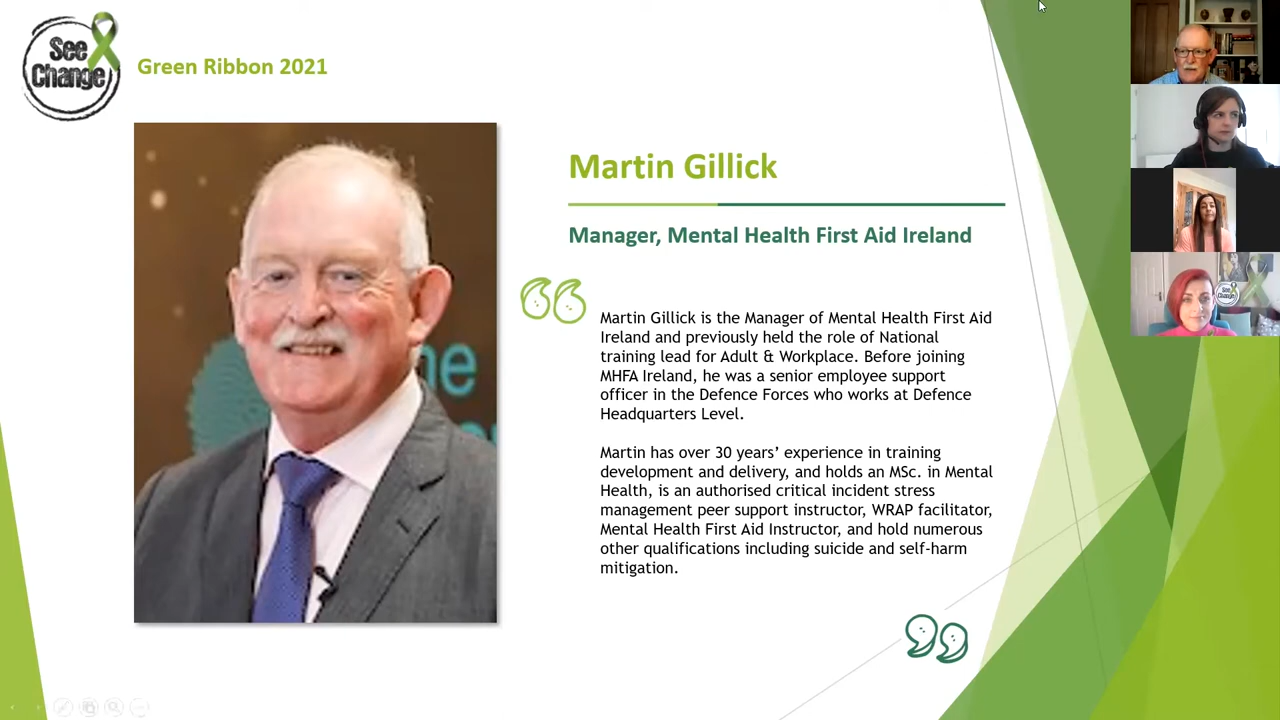 See
Change
Green Ribbon 2021
Martin Gillick
Manager, Mental Health First Aid Ireland
Martin Gillick is the Manager of Mental Health First Aid
Ireland and previously held the role of National
training lead for Adult & Workplace. Before joining
MHFA Ireland, he was a senior employee support
officer in the Defence Forces who works at Defence
Headquarters Level.
Martin has over 30 years’ experience in training
development and delivery, and holds an MSc. in Mental
Health, is an authorised critical incident stress
management peer support instructor, WRAP facilitator,
Mental Health First Aid Instructor, and hold numerous
other qualifications including suicide and self-harm
mitigation.
See
Change